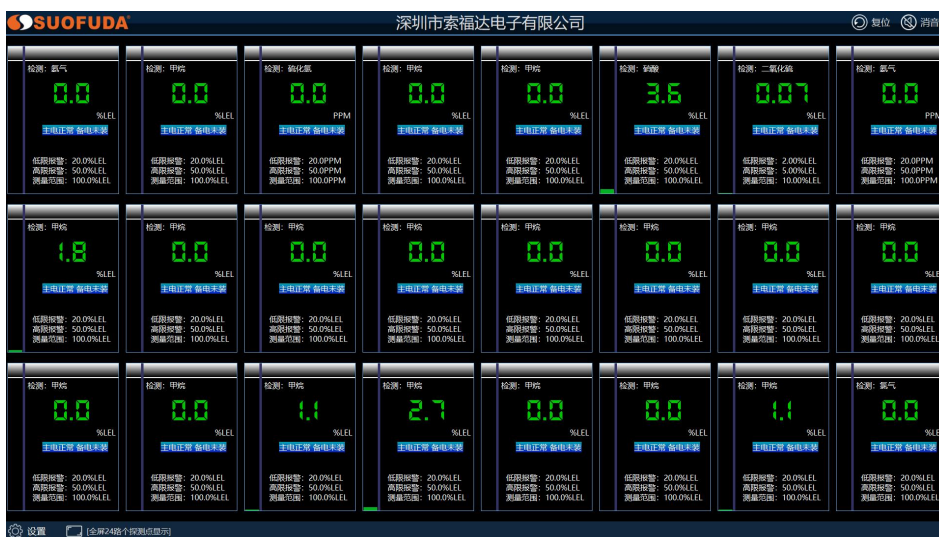 SUOFUDA
深圳市索福达电子有限公司
复位 消音
检测: 氨气
0.0
%LEL
主电正常 备电未装
低限报警: 20.0%LEL
高限报警: 50.0%LEL
测量范围: 100.0%LEL
检测: 甲烷
0.0
%LEL
主电正常 备电未装
低限报警: 20.0%LEL
高限报警: 50.0%LEL
测量范围: 100.0%LEL
检测: 硫化氢
0.0
PPM
主电正常 备电未装
低限报警: 20.0PPM
高限报警: 50.0PPM
测量范围: 100.0PPM
检测: 甲烷
0.0
%LEL
主电正常 备电未装
低限报警: 20.0%LEL
高限报警: 50.0%LEL
测量范围: 100.0%LEL
检测: 甲烷
0.0
%LEL
主电正常 备电未装
低限报警: 20.0%LEL
高限报警: 50.0%LEL
测量范围: 100.0%LEL
检测: 硝酸
3.6
%LEL
主电正常 备电未装
低限报警: 20.0%LEL
高限报警: 50.0%LEL
测量范围: 100.0%LEL
检测: 二氧化硫
0.07
%LEL
主电正常 备电未装
低限报警: 2.00%LEL
高限报警: 5.00%LEL
测量范围: 10.00%LEL
检测: 氨气
0.0
PPM
主电正常 备电未装
低限报警: 20.0PPM
高限报警: 50.0PPM
测量范围: 100.0PPM
检测: 甲烷
1.8
%LEL
主电正常 备电未装
低限报警: 20.0%LEL
高限报警: 50.0%LEL
测量范围: 100.0%LEL
检测: 甲烷
0.0
%LEL
主电正常 备电未装
低限报警: 20.0%LEL
高限报警: 50.0%LEL
测量范围: 100.0%LEL
检测: 甲烷
0.0
%LEL
主电正常 备电未装
低限报警: 20.0%LEL
高限报警: 50.0%LEL
测量范围: 100.0%LEL
检测: 甲烷
0.0
%LEL
主电正常 备电未装
低限报警: 20.0%LEL
高限报警: 50.0%LEL
测量范围: 100.0%LEL
检测: 甲烷
0.0
%LEL
主电正常 备电未装
低限报警: 20.0%LEL
高限报警: 50.0%LEL
测量范围: 100.0%LEL
检测: 甲烷
0.0
%LEL
主电正常 备电未装
低限报警: 20.0%LEL
高限报警: 50.0%LEL
测量范围: 100.0%LEL
检测: 甲烷
0.0
%LEL
主电正常 备电未装
低限报警: 20.0%LEL
高限报警: 50.0%LEL
测量范围: 100.0%LEL
检测: 甲烷
0.0
%LE
主电正常 备电未装
低限报警: 20.0%LEL
高限报警: 50.0%LEL
测量范围: 100.0%LEL
检测: 甲烷
0.0
%LEL
主电正常 备电未装
低限报警: 20.0%LEL
高限报警: 50.0%LEL
测量范围: 100.0%LEL
检测: 甲烷
0.0
%LEL
主电正常 备电未装
低限报警: 20.0%LEL
高限报警: 50.0%LEL
测量范围: 100.0%LEL
检测: 甲烷
1.1
%LEL
主电正常 备电未装
低限报警: 20.0%LEL
高限报警: 50.0%LEL
测量范围: 100.0%LEL
检测: 甲烷
2.7
%LEL
主电正常 备电未装
低限报警: 20.0%LEL
高限报警: 50.0%LEL
测量范围: 100.0%LEL
检测: 甲烷
0.0
%LEL
主电正常 备电未装
低限报警: 20.0%LEL
高限报警: 50.0%LEL
测量范围: 100.0%LEL
检测: 甲烷
0.0
%LEL
主电正常 备电未装
低限报警: 20.0%LEL
高限报警: 50.0%LEL
测量范围: 100.0%LEL
检测: 甲烷
1.1
%LEL
主电正常 备电未装
低限报警: 20.0%LEL
高限报警: 50.0%LEL
测量范围: 100.0%LEL
检测: 氢气
0.0
%LE
主电正常 备电未装
低限报警: 20.0%LEL
高限报警: 50.0%LEL
测量范围: 100.0%LEL
设置 [全屏24路个探测点显示]